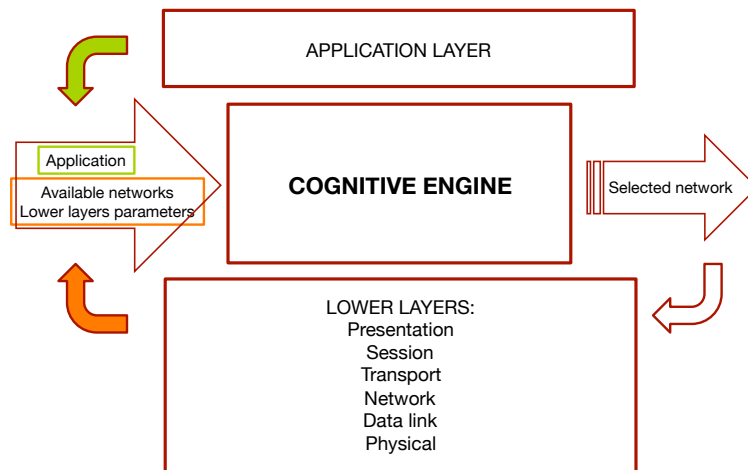 APPLICATION LAYER
Application
Available networks
Lower layers parameters
COGNITIVE ENGINE
Selected network
LOWER LAYERS:
Presentation
Session
Transport
Network
Data link
Physical